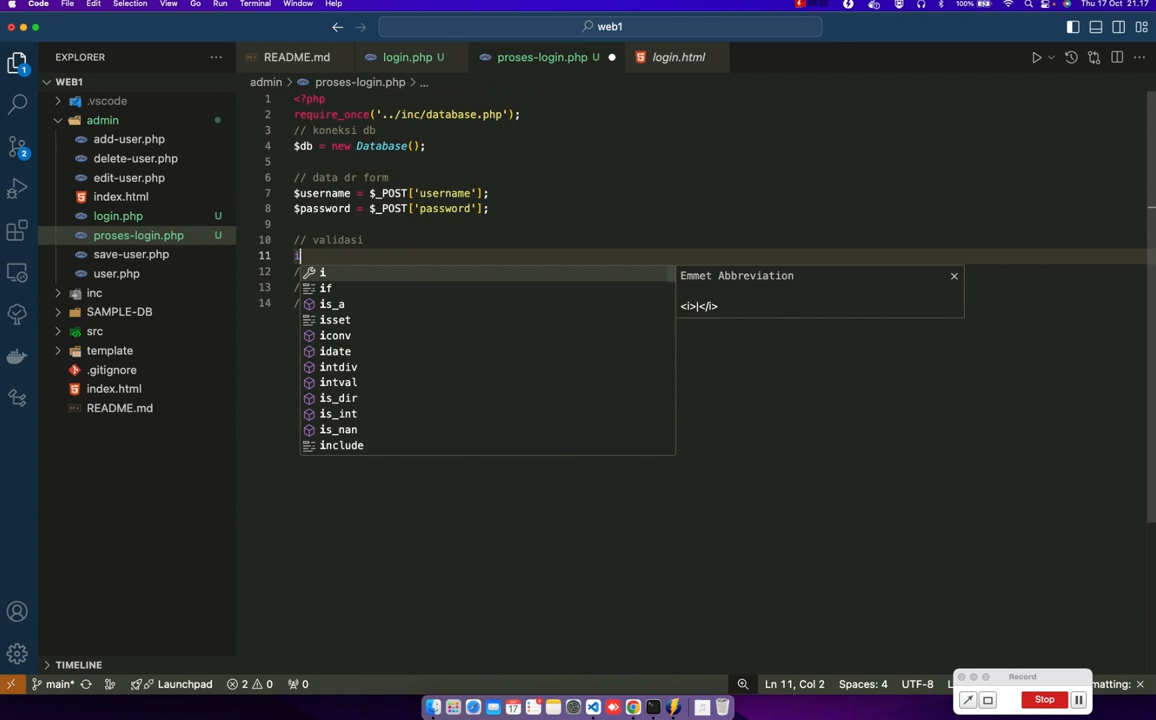 Code File Edit Selection View Go Run Terminal Window Help 100% Thu 17 Oct 21.17
web1
EXPLORER
README.md login.php U proses-login.php U login.html
WEB1
admin > proses-login.php > ...
.vscode
admin
add-user.php
delete-user.php
edit-user.php
index.html
login.php U
proses-login.php U
save-user.php
user.php
inc
SAMPLE-DB
src
template
.gitignore
index.html
README.md
TIMELINE
1 <?php
2 require_once('../inc/database.php');
3 // koneksi db
4 $db = new Database();
5
6 // data dr form
7 $username = $_POST['username'];
8 $password = $_POST['password'];
9
10 // validasi
11 i
12 /
13 /
14 /
i
if
is_a
isset
iconv
idate
intdiv
intval
is_dir
is_int
is_nan
include
Emmet Abbreviation
<i>|</i>
1
2
Record
Stop
main* Launchpad 2 0 0 Ln 11, Col 2 Spaces: 4 UTF-8 matting:
17